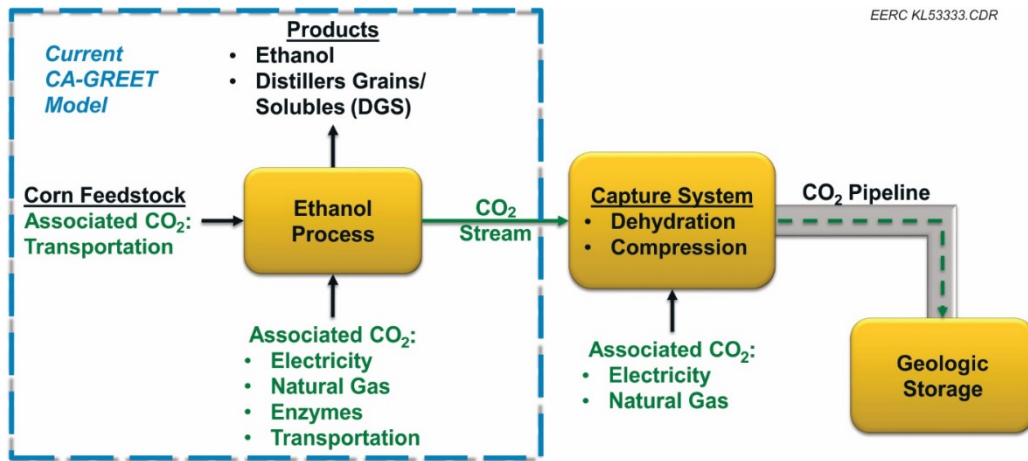 EERC KL53333.CDR
Current
CA-GREET
Model
Products
• Ethanol
• Distillers Grains/
Solubles (DGS)
Corn Feedstock
Associated CO₂:
Transportation
Ethanol
Process
CO₂
Stream
Capture System
• Dehydration
• Compression
CO₂ Pipeline
Associated CO₂:
• Electricity
• Natural Gas
• Enzymes
• Transportation
Associated CO₂:
• Electricity
• Natural Gas
Geologic
Storage